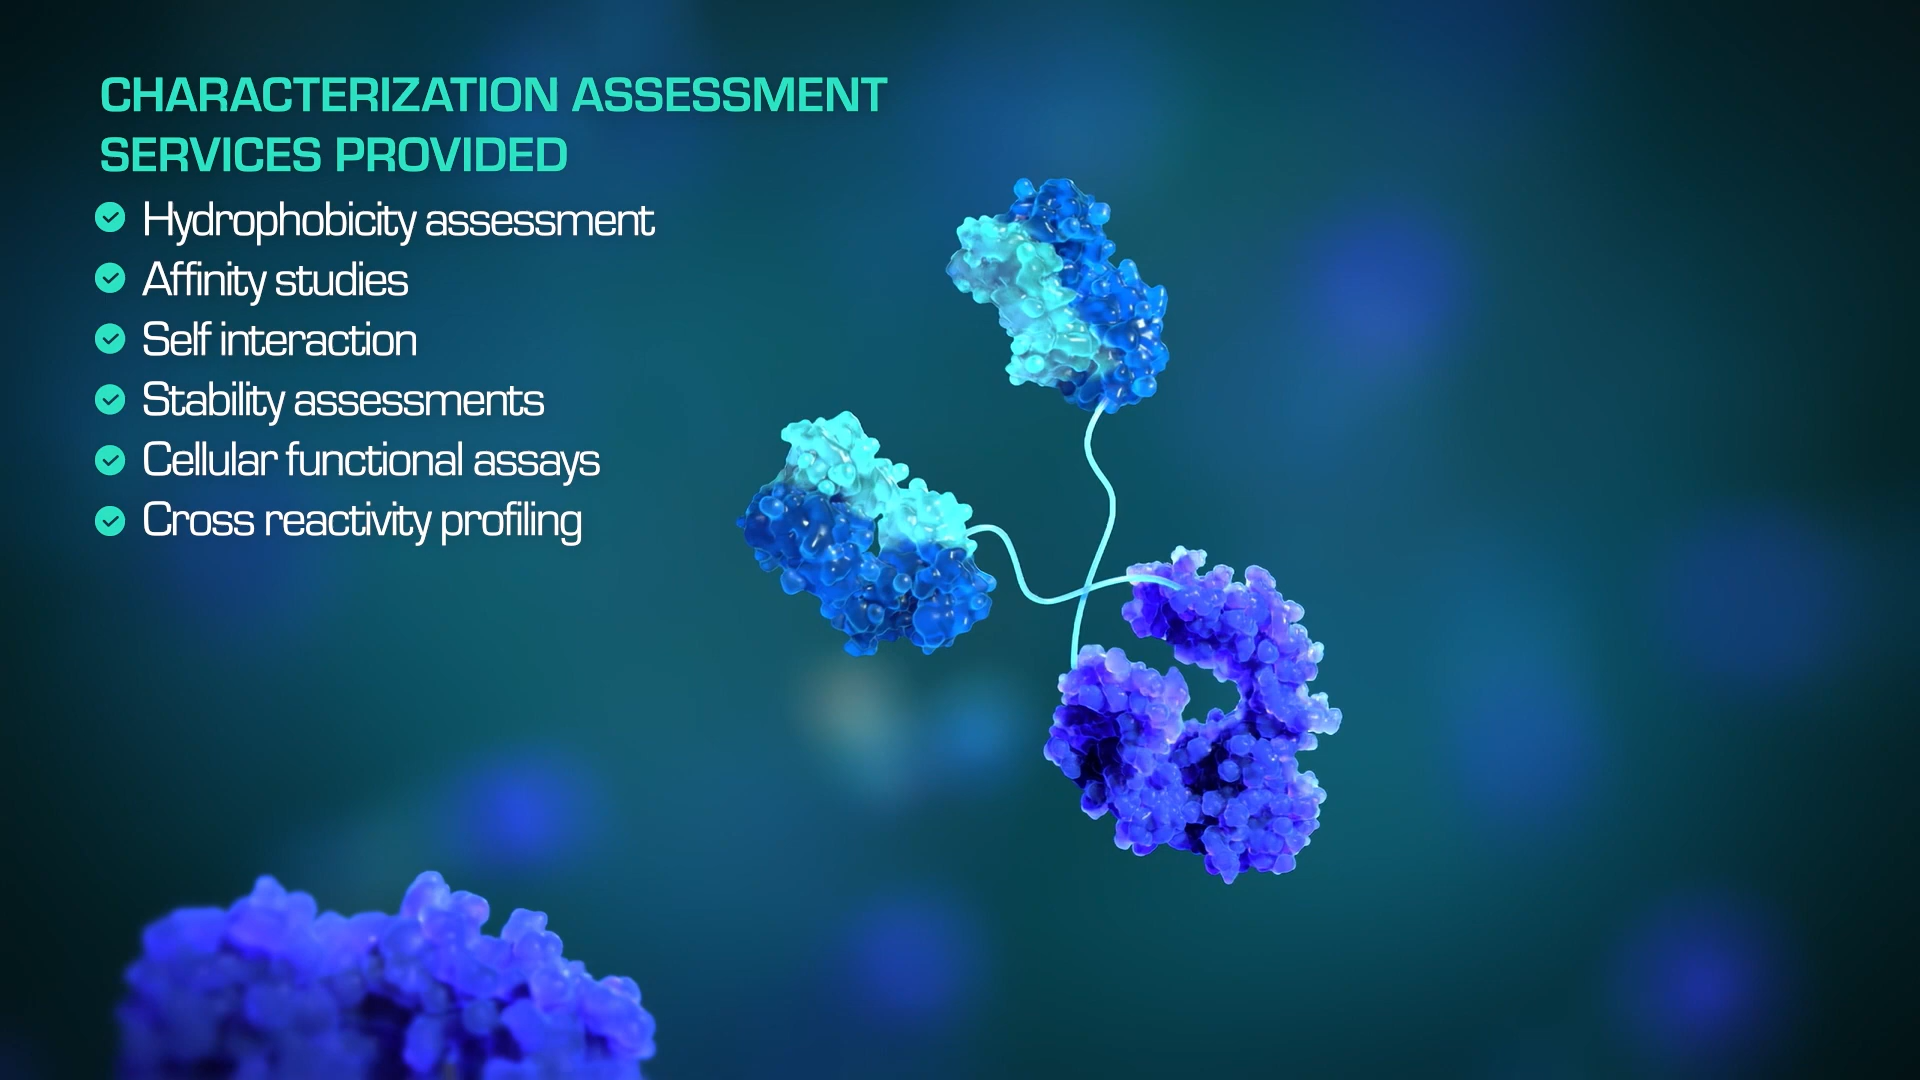 CHARACTERIZATION ASSESSMENT
SERVICES PROVIDED
Hydrophobicity assessment
Affinity studies
Self interaction
Stability assessments
Cellular functional assays
Cross reactivity profiling